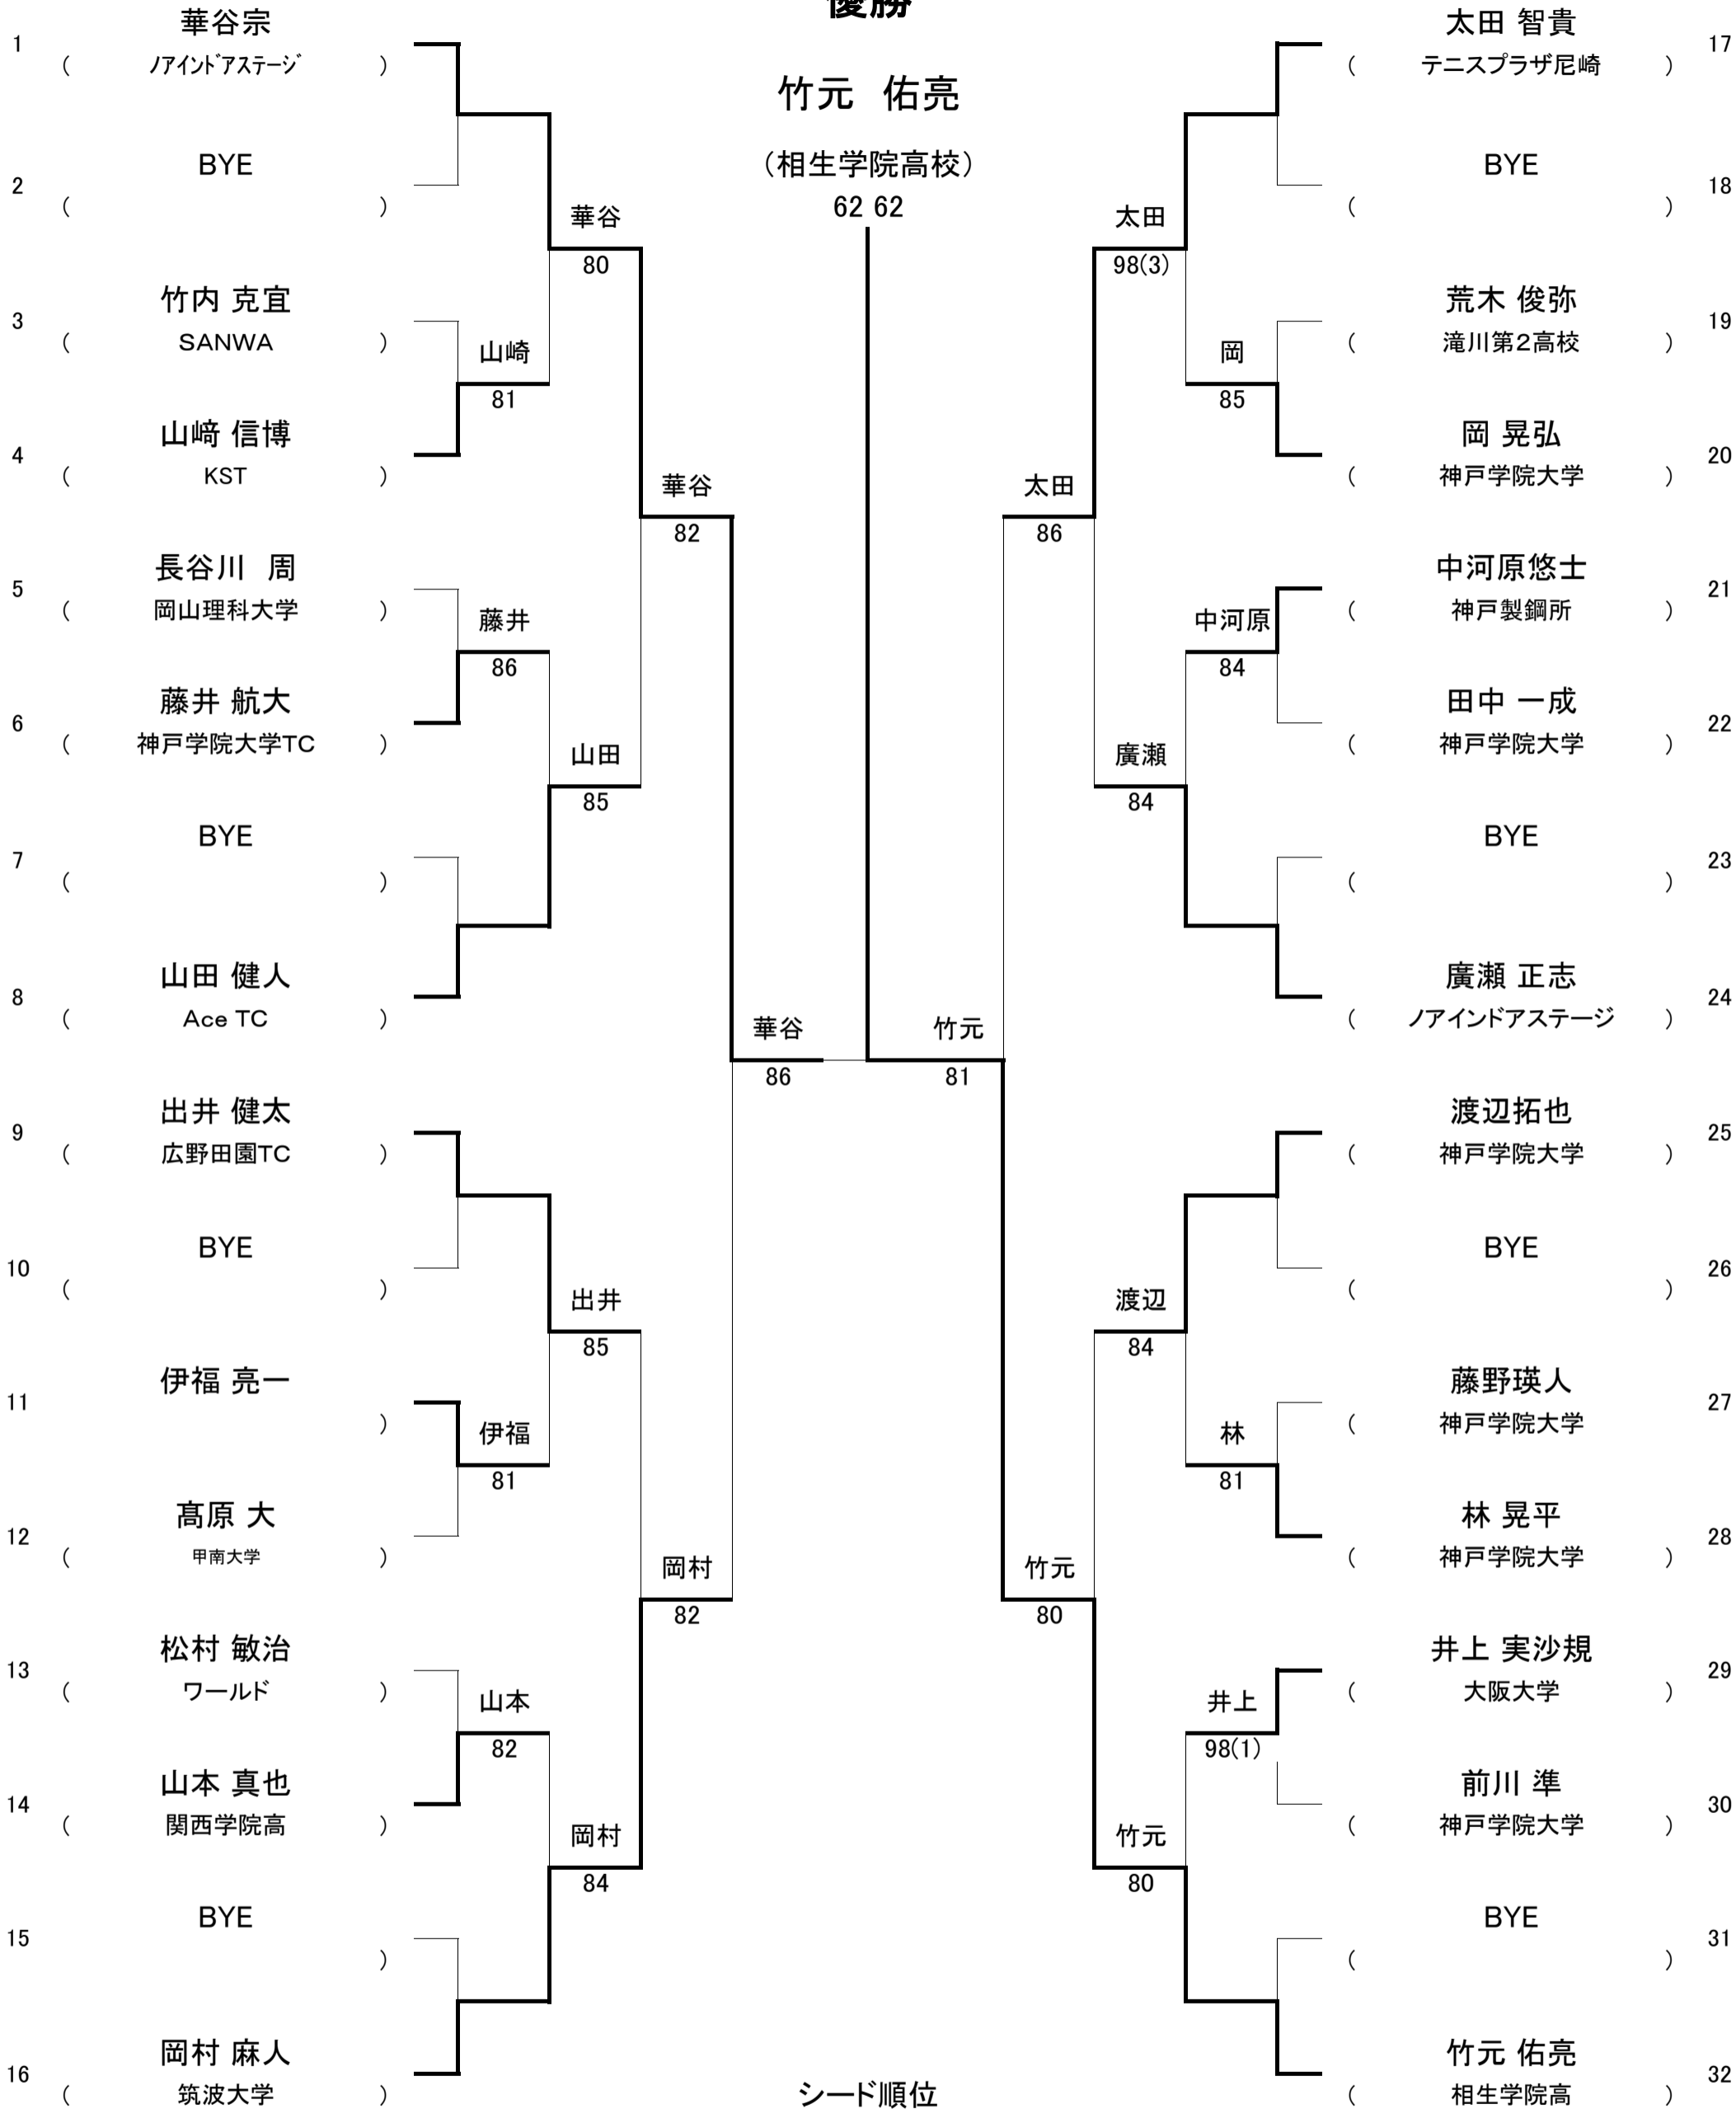 優勝
竹元　佑亮
（相生学院高校）
62 62
1
華谷宗
( ﾉアインドアステージ )
2
BYE
( )
3
竹内 克宜
( SANWA )
4
山﨑 信博
( KST )
5
長谷川　周
( 岡山理科大学 )
6
藤井 航大
( 神戸学院大学TC )
7
BYE
( )
8
山田 健人
( Ace TC )
9
出井 健太
( 広野田園TC )
10
BYE
( )
11
伊福 亮一
)
12
髙原 大
( 甲南大学 )
13
松村 敏治
( ワールド )
14
山本 真也
( 関西学院高 )
15
BYE
)
16
岡村 麻人
( 筑波大学 )
山崎
81
藤井
86
伊福
81
山本
82
華谷
80
山田
85
出井
85
岡村
84
華谷
82
岡村
82
華谷
86
竹元
81
太田
86
竹元
80
太田
98(3)
廣瀬
84
渡辺
84
竹元
80
岡
85
中河原
84
林
81
井上
98(1)
太田 智貴
17
( テニスプラザ尼崎 )
BYE
18
( )
荒木 俊弥
19
( 滝川第2高校 )
岡 晃弘
20
( 神戸学院大学 )
中河原悠士
21
( 神戸製鋼所 )
田中 一成
22
( 神戸学院大学 )
BYE
23
( )
廣瀬 正志
24
( ノアインドアステージ )
渡辺拓也
25
( 神戸学院大学 )
BYE
26
( )
藤野瑛人
27
( 神戸学院大学 )
林 晃平
28
( 神戸学院大学 )
井上 実沙規
29
( 大阪大学 )
前川 準
30
( 神戸学院大学 )
BYE
31
( )
竹元 佑亮
32
( 相生学院高 )
シード順位